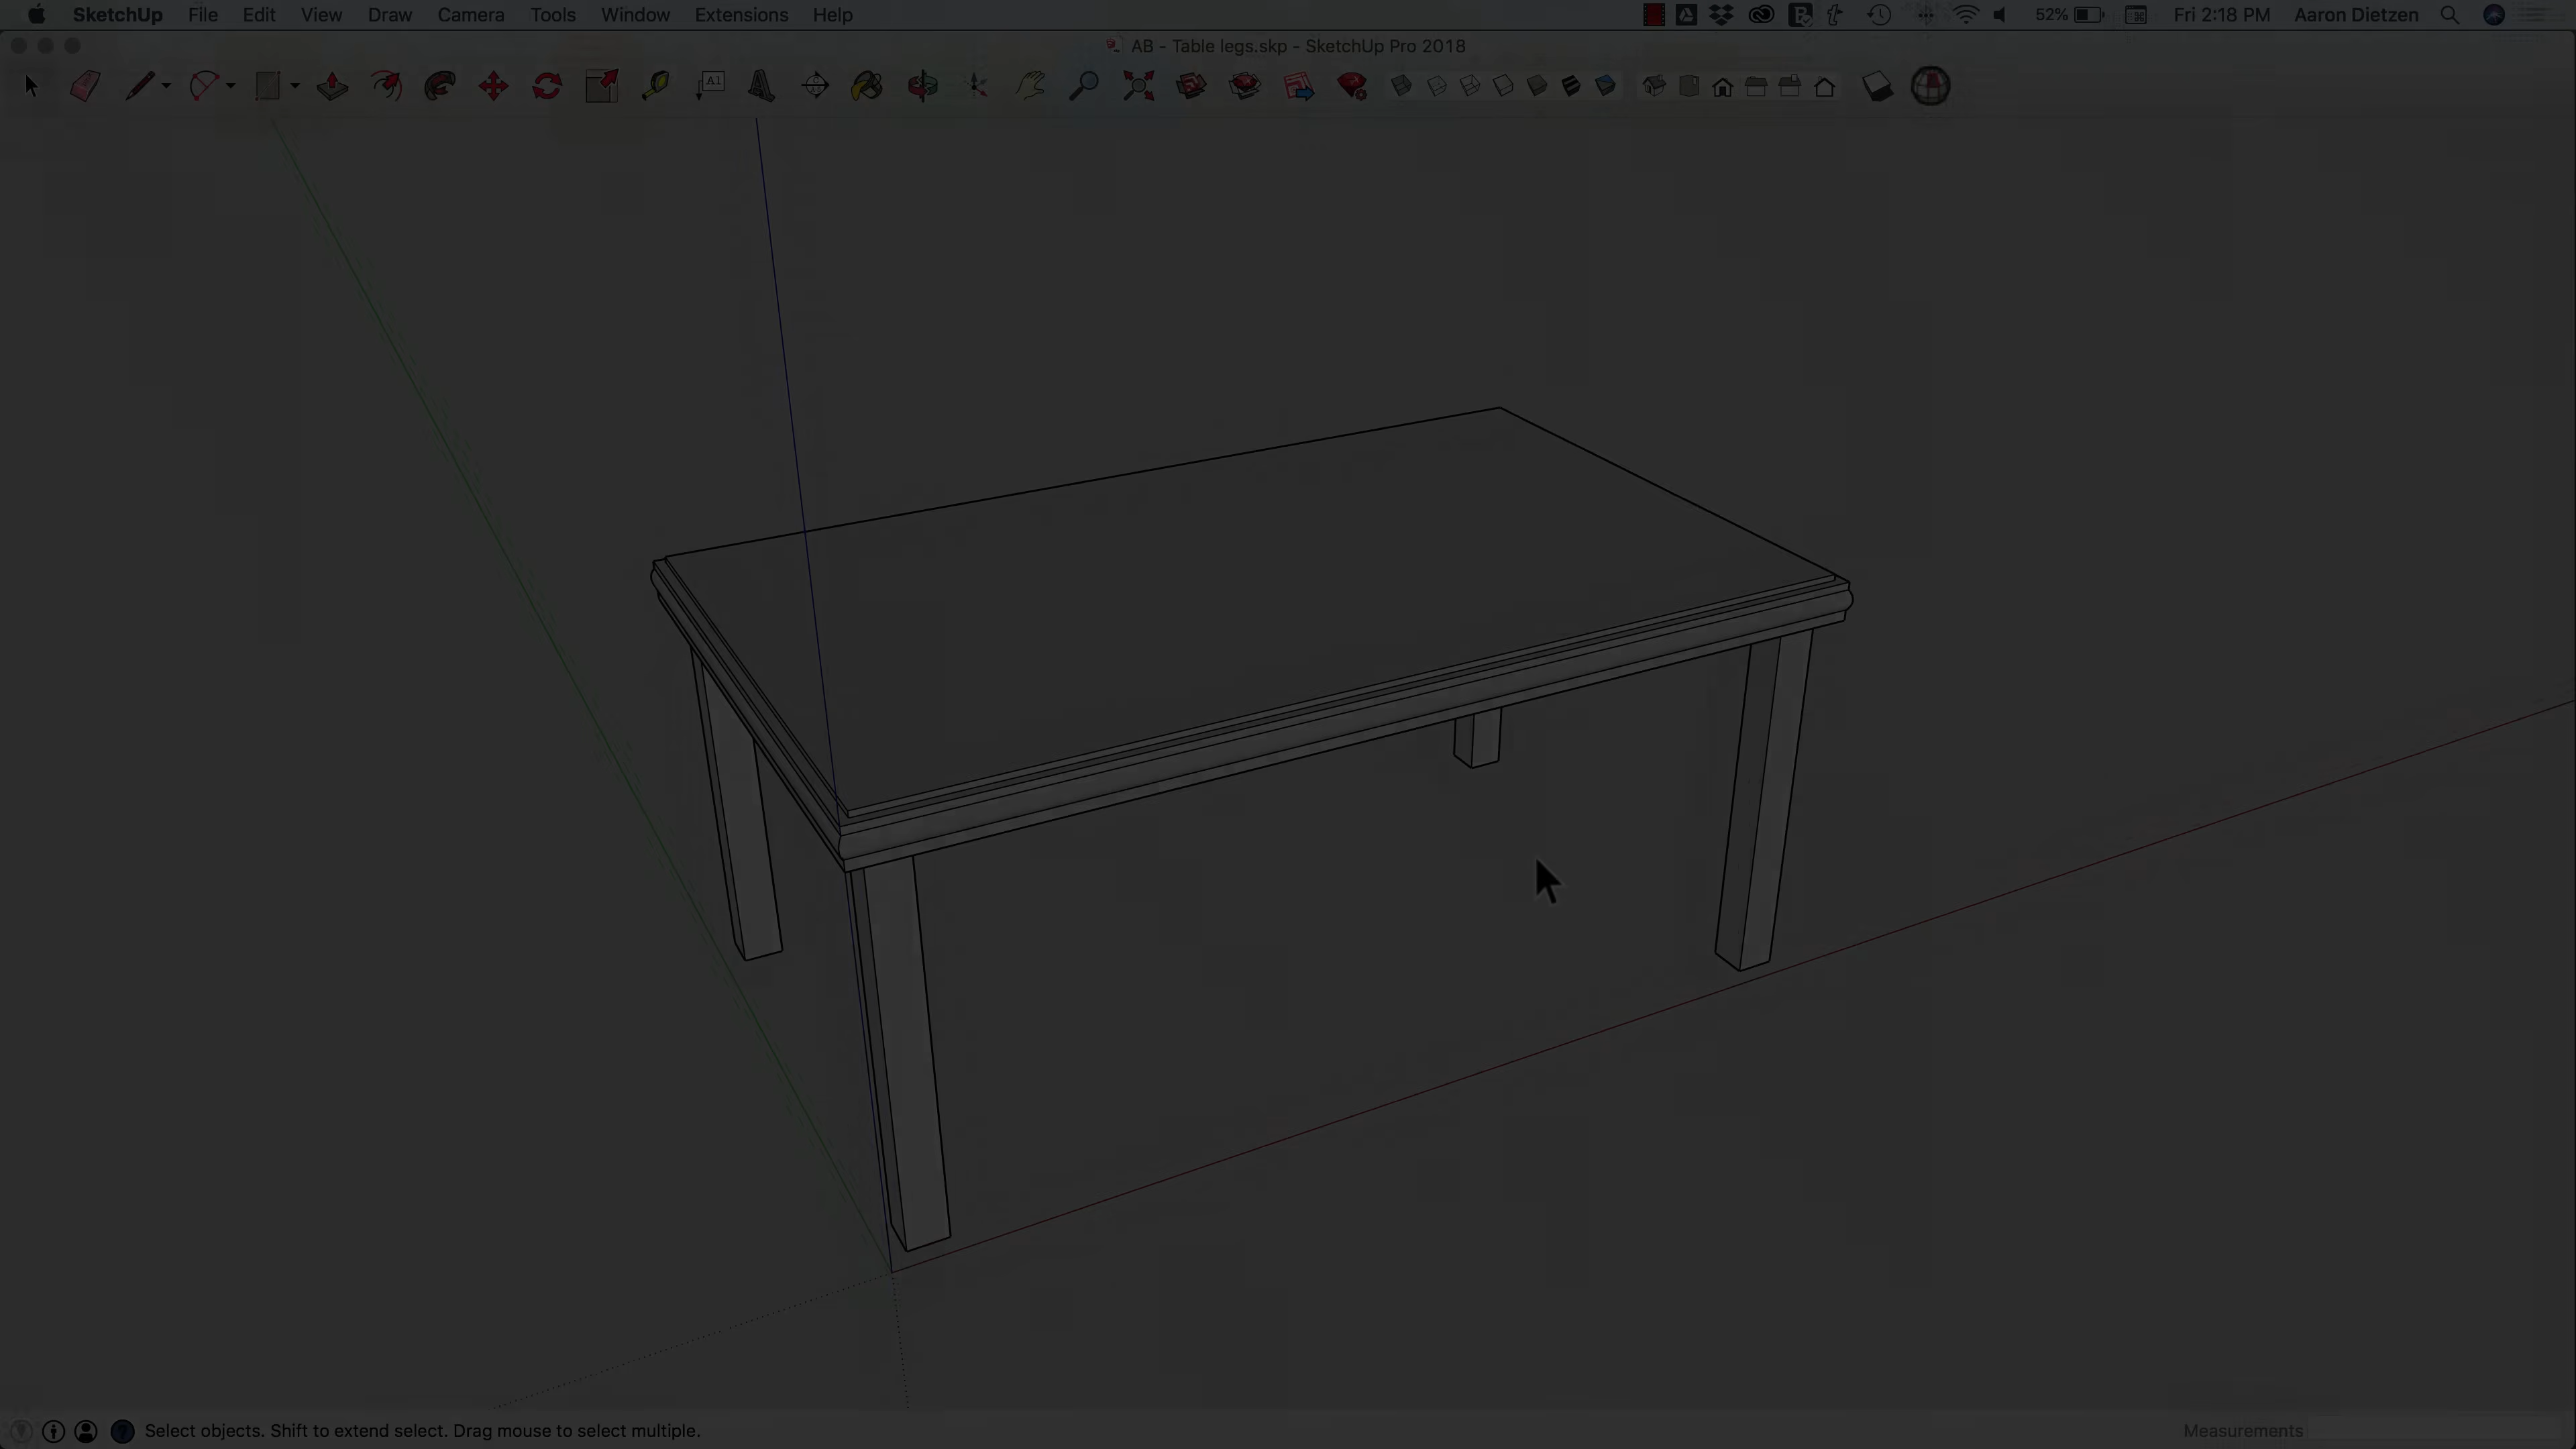 SketchUp File Edit View Draw Camera Tools Window Extensions Help 52% Fri 2:18 PM Aaron Dietzen
AB - Table legs.skp - SketchUp Pro 2018
A1
Select objects. Shift to extend select. Drag mouse to select multiple. Measurements